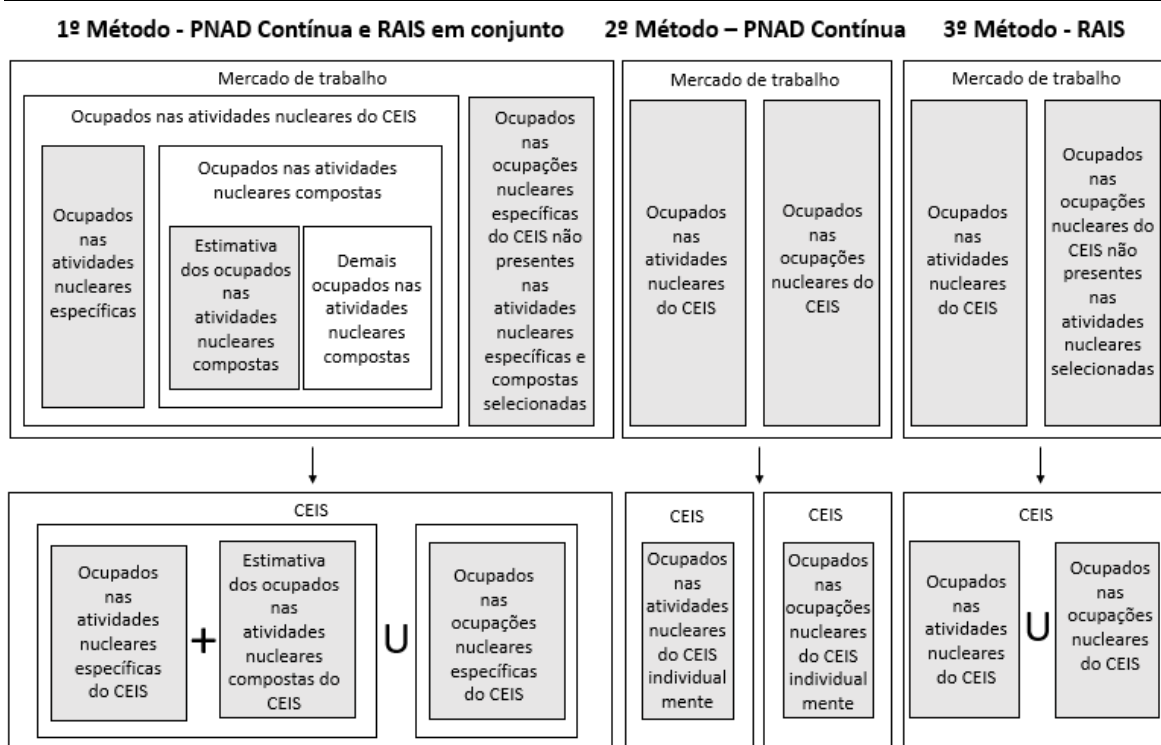 1º Método - PNAD Contínua e RAIS em conjunto
Mercado de trabalho
Ocupados nas atividades nucleares do CEIS
Ocupados
nas
atividades
nucleares
específicas
Ocupados nas atividades
nucleares compostas
Estimativa
dos ocupados
nas
atividades
nucleares
compostas
Demais
ocupados nas
atividades
nucleares
compostas
Ocupados
nas
ocupações
nucleares
específicas
do CEIS não
presentes
nas
atividades
nucleares
específicas e
compostas
selecionadas
2º Método – PNAD Contínua
Mercado de trabalho
Ocupados
nas
atividades
nucleares
do CEIS
Ocupados
nas
ocupações
nucleares do
CEIS
3º Método - RAIS
Mercado de trabalho
Ocupados
nas
atividades
nucleares
do CEIS
Ocupados
nas
ocupações
nucleares do
CEIS não
presentes
nas
atividades
nucleares
selecionadas
CEIS
Ocupados
nas
atividades
nucleares
específicas
do CEIS
+
Estimativa
dos ocupados
nas
atividades
nucleares
compostas do
CEIS
U
Ocupados
nas
ocupações
nucleares
específicas
do CEIS
CEIS
Ocupados
nas
atividades
nucleares
do CEIS
individual
mente
CEIS
Ocupados
nas
ocupações
nucleares
do CEIS
individual
mente
CEIS
Ocupados
nas
atividades
nucleares
do CEIS
U
Ocupados
nas
ocupações
nucleares
do CEIS